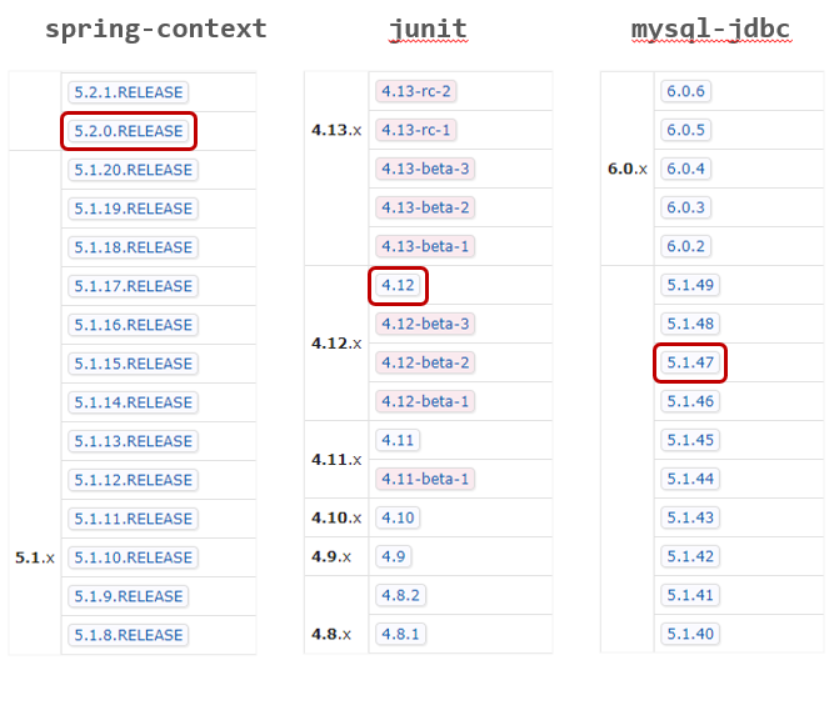 spring-context
5.2.1.RELEASE
5.2.0.RELEASE
5.1.20.RELEASE
5.1.19.RELEASE
5.1.18.RELEASE
5.1.17.RELEASE
5.1.16.RELEASE
5.1.15.RELEASE
5.1.14.RELEASE
5.1.13.RELEASE
5.1.12.RELEASE
5.1.11.RELEASE
5.1.x 5.1.10.RELEASE
5.1.9.RELEASE
5.1.8.RELEASE
junit
4.13-rc-2
4.13.x 4.13-rc-1
4.13-beta-3
4.13-beta-2
4.13-beta-1
4.12
4.12-beta-3
4.12.x
4.12-beta-2
4.12-beta-1
4.11
4.11.x
4.11-beta-1
4.10.x 4.10
4.9.x 4.9
4.8.2
4.8.x 4.8.1
mysql-jdbc
6.0.6
6.0.5
6.0.x 6.0.4
6.0.3
6.0.2
5.1.49
5.1.48
5.1.47
5.1.46
5.1.45
5.1.44
5.1.43
5.1.42
5.1.41
5.1.40